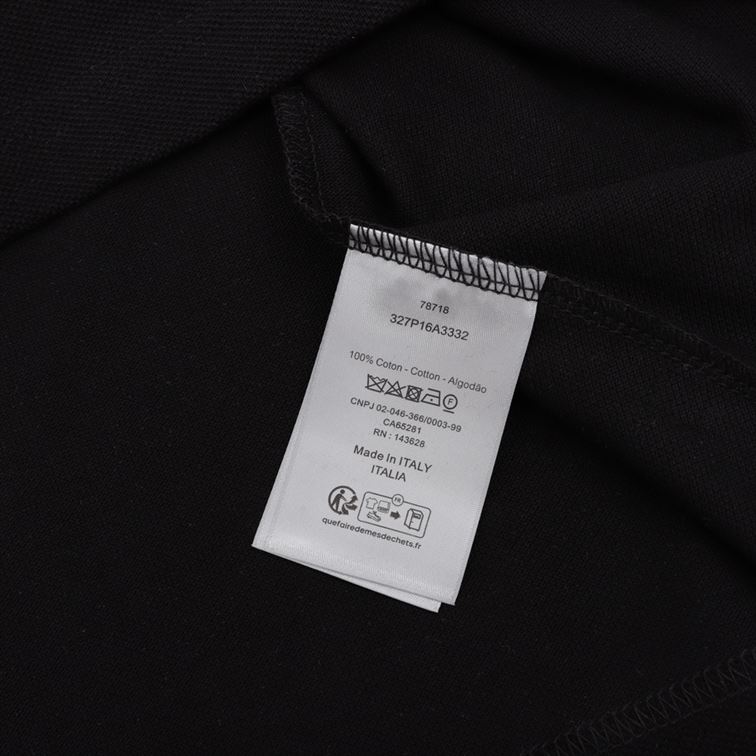 78718
327P16A3332
100% Coton - Cotton - Algodão
F
CNPJ 02-046-366/0003-99
CA65281
RN : 143628
Made in ITALY
ITALIA
FR
quefairedemesdechets.fr